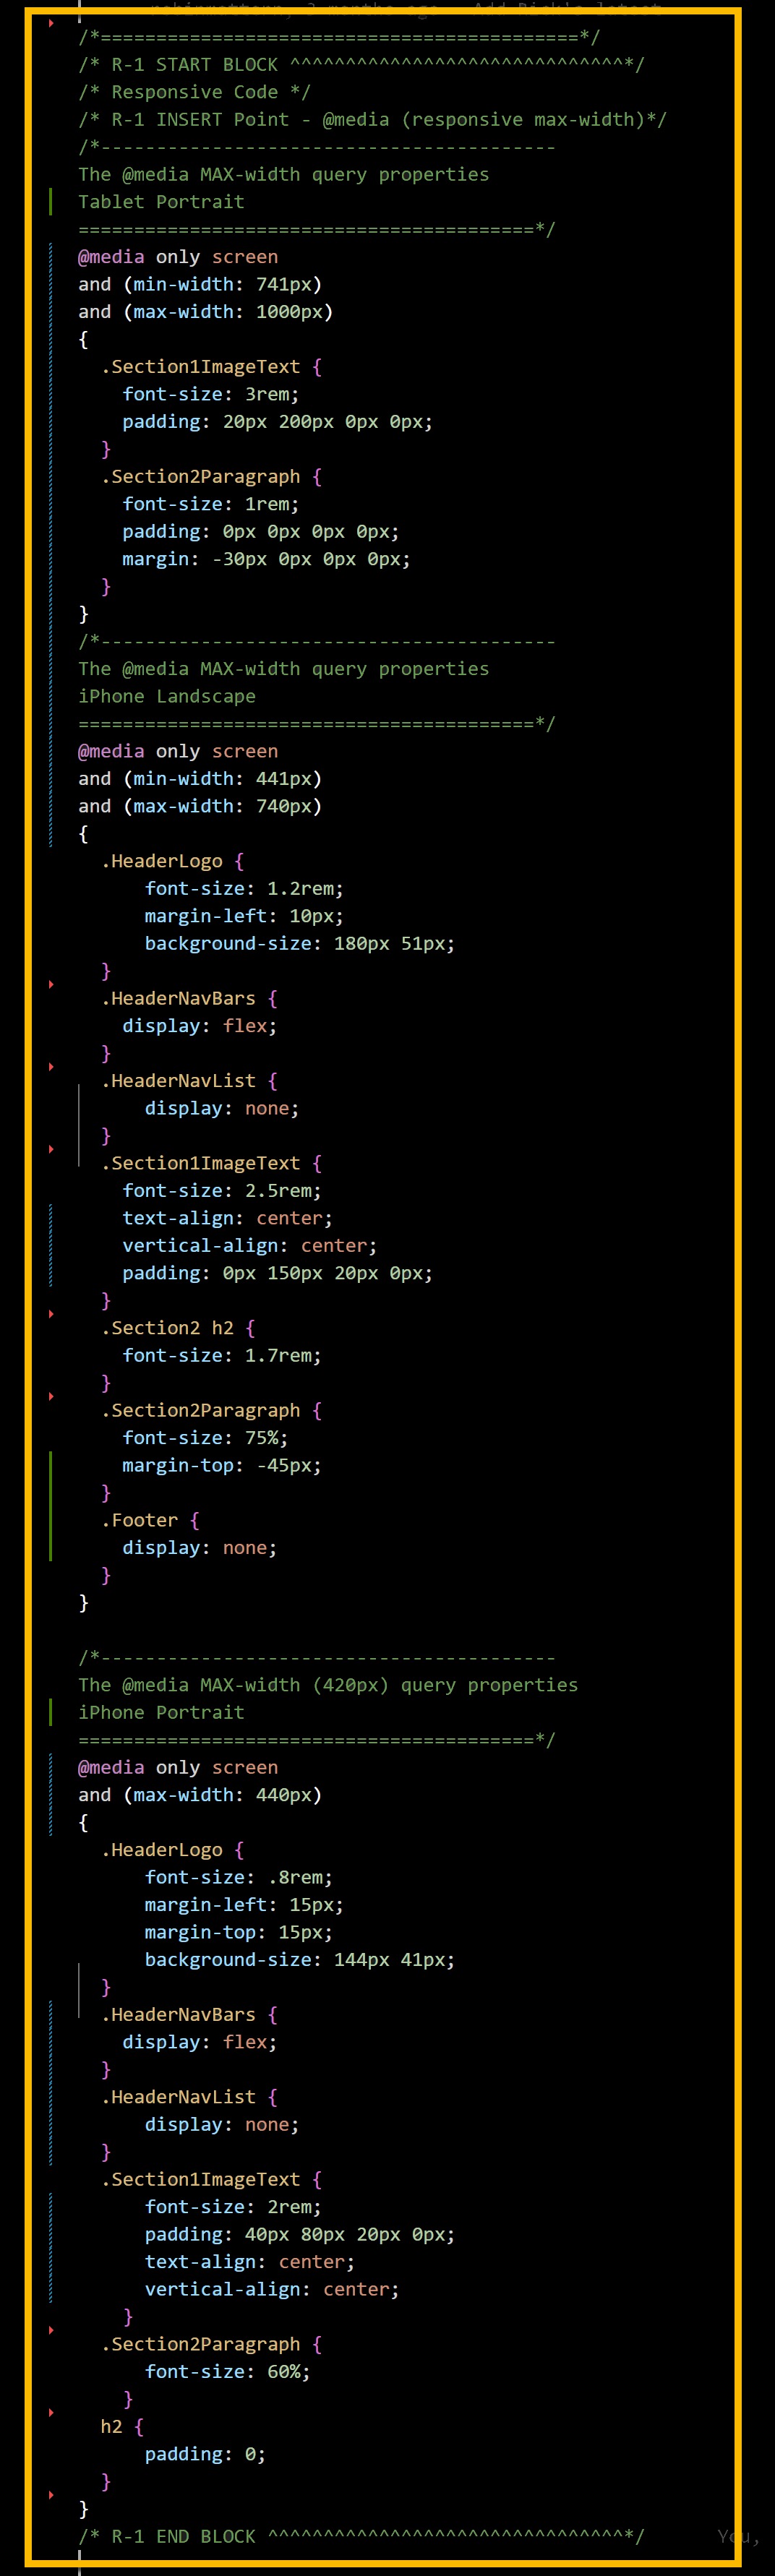 robinmattern, 3 months ago Add Rick's latest
/*===========================================*/
/* R-1 START BLOCK ^^^^^^^^^^^^^^^^^^^^^^^^^^^^^^*/
/* Responsive Code */
/* R-1 INSERT Point - @media (responsive max-width)*/
/*-----------------------------------------
The @media MAX-width query properties
Tablet Portrait
=========================================*/
@media only screen
and (min-width: 741px)
and (max-width: 1000px)
{
.Section1ImageText {
font-size: 3rem;
padding: 20px 200px 0px 0px;
}
.Section2Paragraph {
font-size: 1rem;
padding: 0px 0px 0px 0px;
margin: -30px 0px 0px 0px;
}
}
/*-----------------------------------------
The @media MAX-width query properties
iPhone Landscape
=========================================*/
@media only screen
and (min-width: 441px)
and (max-width: 740px)
{
.HeaderLogo {
font-size: 1.2rem;
margin-left: 10px;
background-size: 180px 51px;
}
.HeaderNavBars {
display: flex;
}
.HeaderNavList {
display: none;
}
.Section1ImageText {
font-size: 2.5rem;
text-align: center;
vertical-align: center;
padding: 0px 150px 20px 0px;
}
.Section2 h2 {
font-size: 1.7rem;
}
.Section2Paragraph {
font-size: 75%;
margin-top: -45px;
}
.Footer {
display: none;
}
}
/*-----------------------------------------
The @media MAX-width (420px) query properties
iPhone Portrait
=========================================*/
@media only screen
and (max-width: 440px)
{
.HeaderLogo {
font-size: .8rem;
margin-left: 15px;
margin-top: 15px;
background-size: 144px 41px;
}
.HeaderNavBars {
display: flex;
}
.HeaderNavList {
display: none;
}
.Section1ImageText {
font-size: 2rem;
padding: 40px 80px 20px 0px;
text-align: center;
vertical-align: center;
}
.Section2Paragraph {
font-size: 60%;
}
h2 {
padding: 0;
}
}
/* R-1 END BLOCK ^^^^^^^^^^^^^^^^^^^^^^^^^^^^^^^^*/ You,